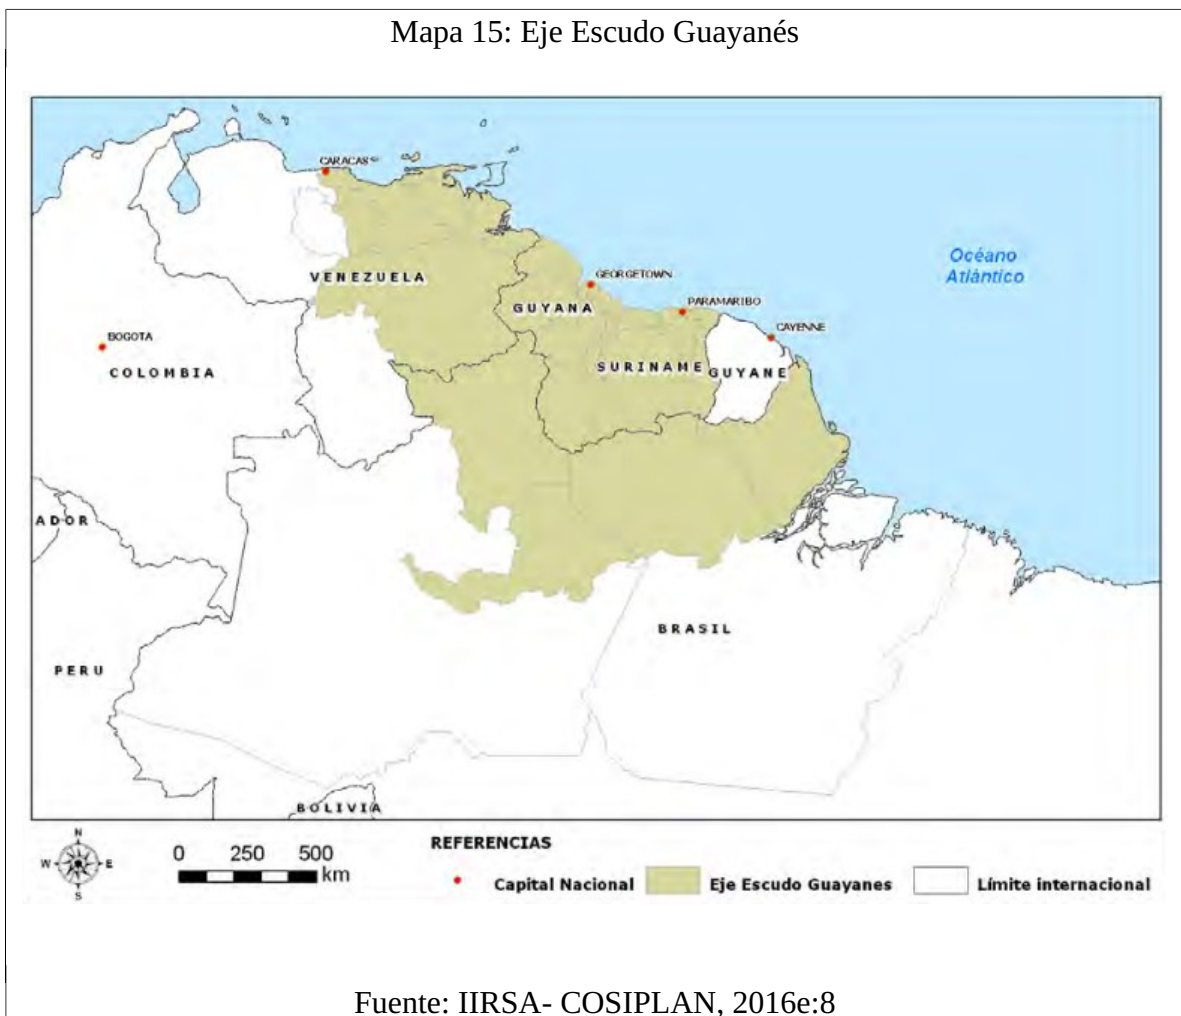 Mapa 15: Eje Escudo Guayanés
CARACAS
VENEZUELA
GEORGETOWN
GUYANA
PARAMARIBO
CAYENNE
SURINAME
GUYANE
Océano
Atlántico
BOGOTA
COLOMBIA
ADOR
PERU
BRASIL
BOLIVIA
N
W
E
S
0 250 500
km
REFERENCIAS
Capital Nacional
Eje Escudo Guayanes
Límite internacional
Fuente: IIRSA- COSIPLAN, 2016e:8